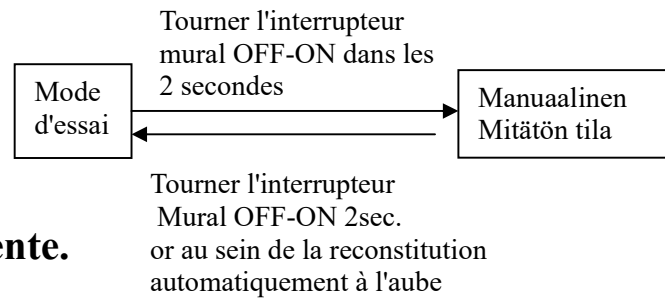 Tourner l'interrupteur
mural OFF-ON dans les
2 secondes
Mode
d'essai
Manuaalinen
Mitätön tila
Tourner l'interrupteur
Mural OFF-ON 2sec.
or au sein de la reconstitution
automatiquement à l'aube
ente.